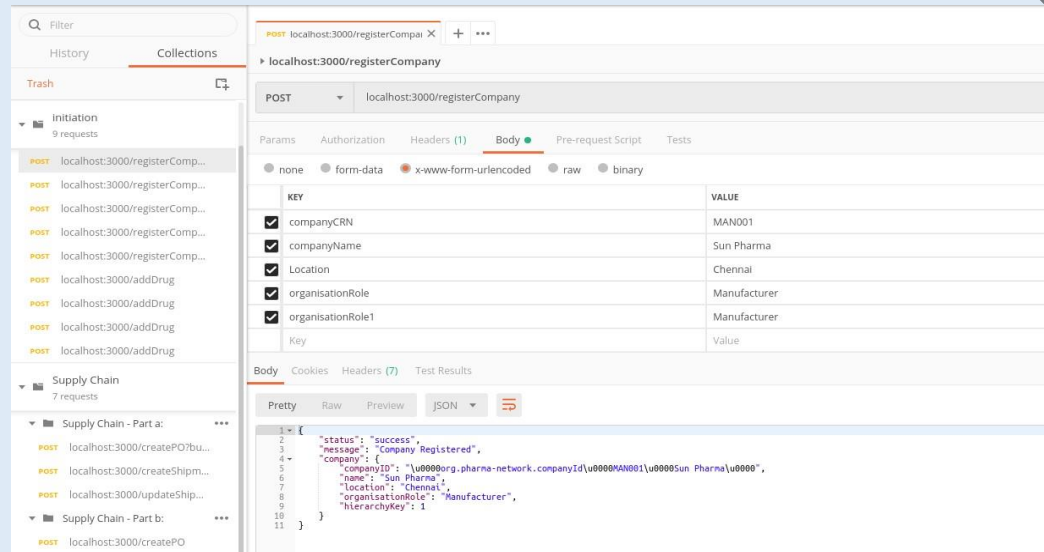 Filter
History Collections
Trash
initiation
9 requests
POST localhost:3000/registerComp...
POST localhost:3000/registerComp...
POST localhost:3000/registerComp...
POST localhost:3000/registerComp...
POST localhost:3000/registerComp...
POST localhost:3000/addDrug
POST localhost:3000/addDrug
POST localhost:3000/addDrug
POST localhost:3000/addDrug
Supply Chain
7 requests
Supply Chain - Part a: •••
POST localhost:3000/createPO?bu...
POST localhost:3000/createShipm...
POST localhost:3000/updateShip...
Supply Chain - Part b: •••
POST localhost:3000/createPO
POST localhost:3000/registerCompar X + •••
localhost:3000/registerCompany
POST localhost:3000/registerCompany
Params Authorization Headers (1) Body Pre-request Script Tests
none form-data x-www-form-urlencoded raw binary
KEY VALUE
companyCRN MAN001
companyName Sun Pharma
Location Chennai
organisationRole Manufacturer
organisationRole1 Manufacturer
Key Value
Body Cookies Headers (7) Test Results
Pretty Raw Preview JSON
1 {
2 "status": "success",
3 "message": "Company Registered",
4 "company": {
5 "companyID": "\u0000org.pharma-network.companyId\u0000MAN001\u0000Sun Pharma\u0000",
6 "name": "Sun Pharma",
7 "location": "Chennai",
8 "organisationRole": "Manufacturer",
9 "hierarchyKey": 1
10 }
11 }